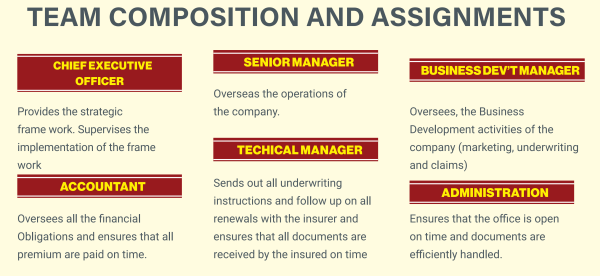 TEAM COMPOSITION AND ASSIGNMENTS
CHIEF EXECUTIVE
OFFICER
Provides the strategic
frame work. Supervises the
implementation of the frame
work
ACCOUNTANT
Oversees all the financial
Obligations and ensures that all
premium are paid on time.
SENIOR MANAGER
Overseas the operations of
the company.
TECHICAL MANAGER
Sends out all underwriting
instructions and follow up on all
renewals with the insurer and
ensures that all documents are
received by the insured on time
BUSINESS DEV'T MANAGER
Oversees, the Business
Development activities of the
company (marketing, underwriting
and claims)
ADMINISTRATION
Ensures that the office is open
on time and documents are
efficiently handled.